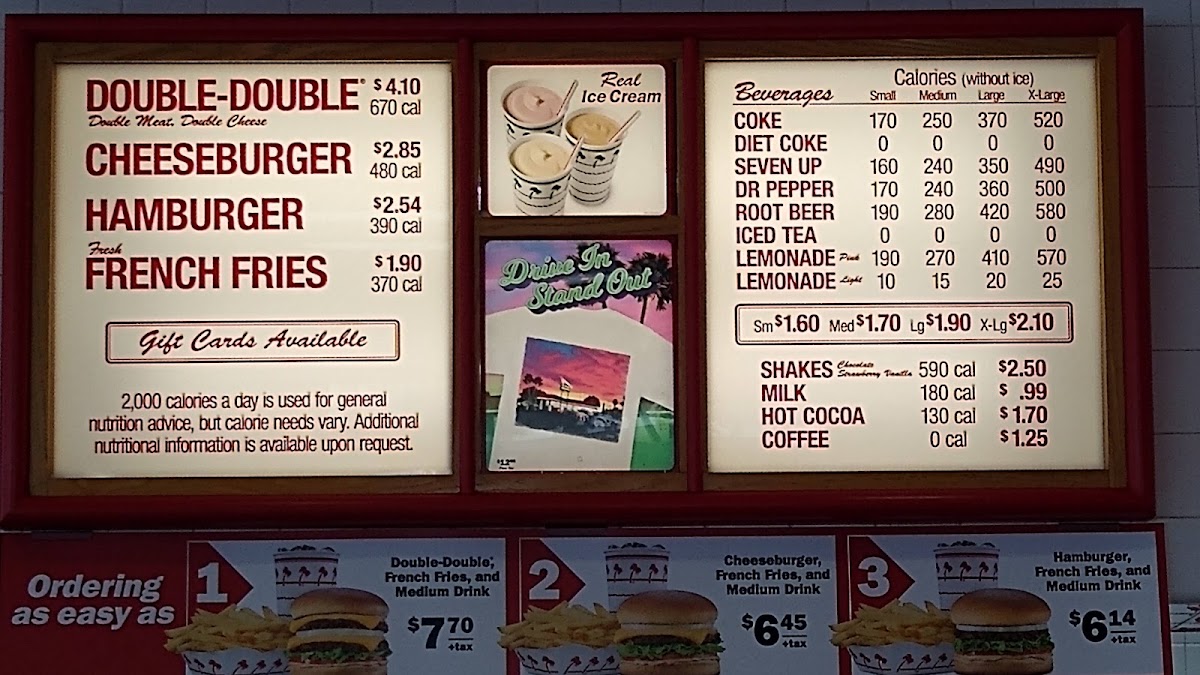 DOUBLE-DOUBLE® $4.10
Double Meat, Double Cheese 670 cal
CHEESEBURGER $2.85
480 cal
HAMBURGER $2.54
390 cal
Fresh
FRENCH FRIES $1.90
370 cal
Gift Cards Available
2,000 calories a day is used for general
nutrition advice, but calorie needs vary. Additional
nutritional information is available upon request.
Real
Ice Cream
Drive In
Stand Out
Calories (without ice)
Beverages Small Medium Large X-Large
COKE 170 250 370 520
DIET COKE 0 0 0 0
SEVEN UP 160 240 350 490
DR PEPPER 170 240 360 500
ROOT BEER 190 280 420 580
ICED TEA 0 0 0 0
LEMONADE Pink 190 270 410 570
LEMONADE Light 10 15 20 25
Sm $1.60 Med $1.70 Lg $1.90 X-Lg $2.10
SHAKES Chocolate Strawberry Vanilla 590 cal $2.50
MILK 180 cal $ .99
HOT COCOA 130 cal $1.70
COFFEE 0 cal $1.25
Ordering
as easy as
1
Double-Double®,
French Fries, and
Medium Drink
$7.70
+tax
2
Cheeseburger,
French Fries, and
Medium Drink
$6.45
+tax
3
Hamburger,
French Fries, and
Medium Drink
$6.14
+tax